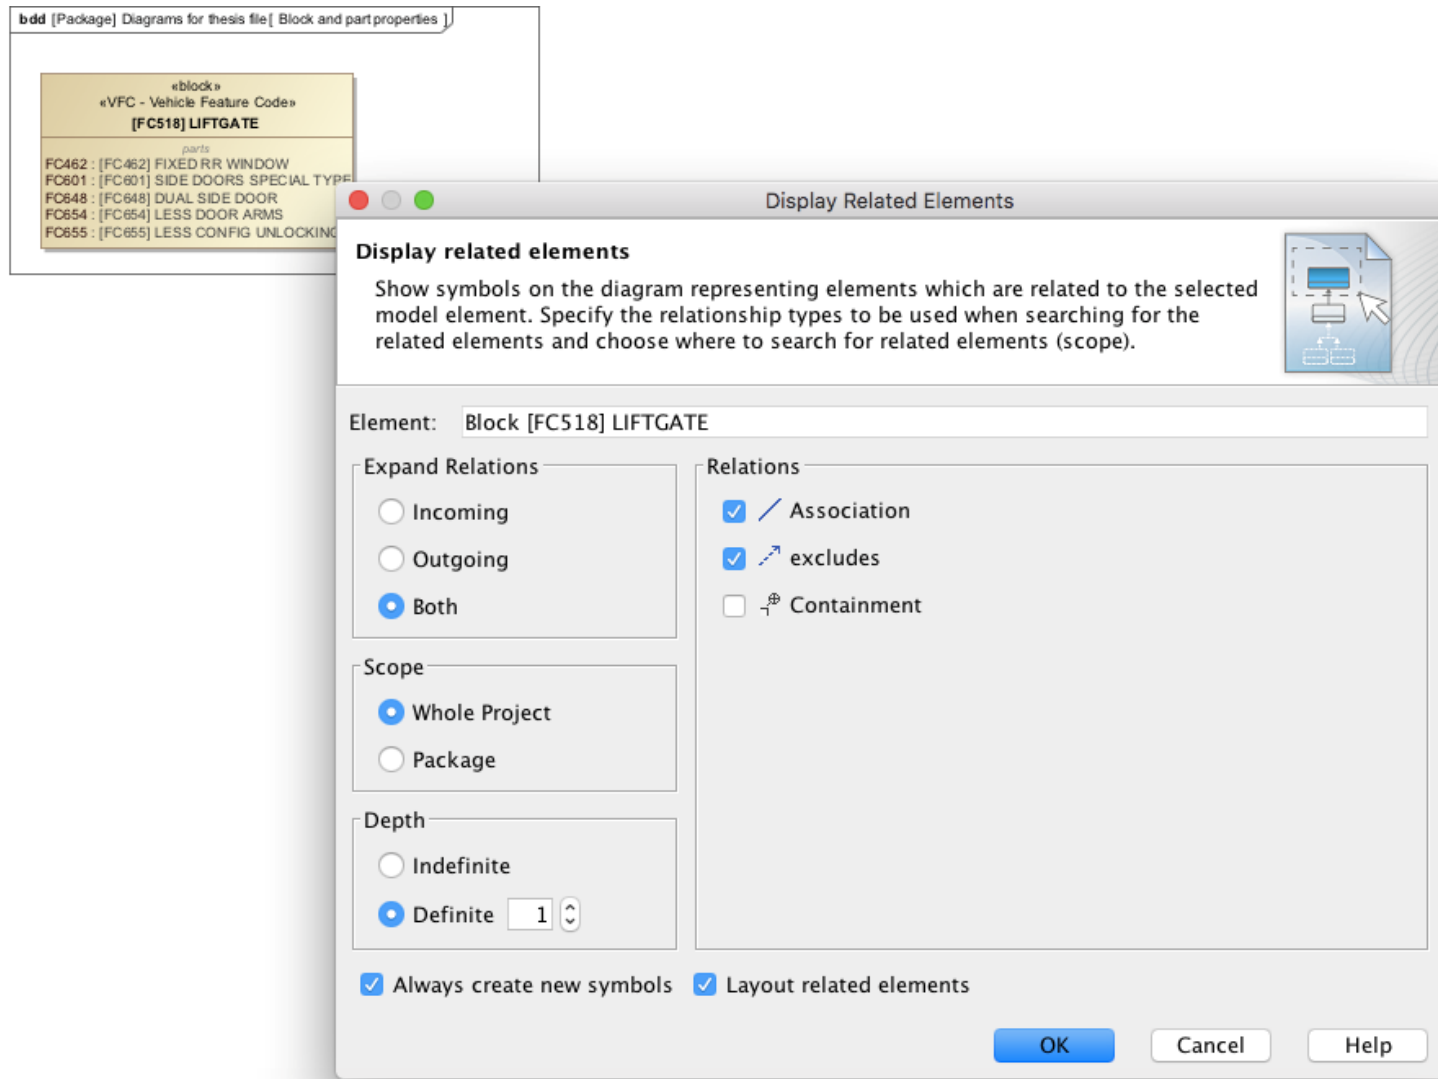 bdd [Package] Diagrams for thesis file[ Block and part properties ]
«block»
«VFC - Vehicle Feature Code»
[FC518] LIFTGATE
parts
FC462 : [FC462] FIXED RR WINDOW
FC601 : [FC601] SIDE DOORS SPECIAL TYPE
FC648 : [FC648] DUAL SIDE DOOR
FC654 : [FC654] LESS DOOR ARMS
FC655 : [FC655] LESS CONFIG UNLOCKING
Display Related Elements
Display related elements
Show symbols on the diagram representing elements which are related to the selected
model element. Specify the relationship types to be used when searching for the
related elements and choose where to search for related elements (scope).
Element: Block [FC518] LIFTGATE
Expand Relations
Incoming
Outgoing
Both
Relations
Association
excludes
Containment
Scope
Whole Project
Package
Depth
Indefinite
Definite 1
Always create new symbols
Layout related elements
OK
Cancel
Help